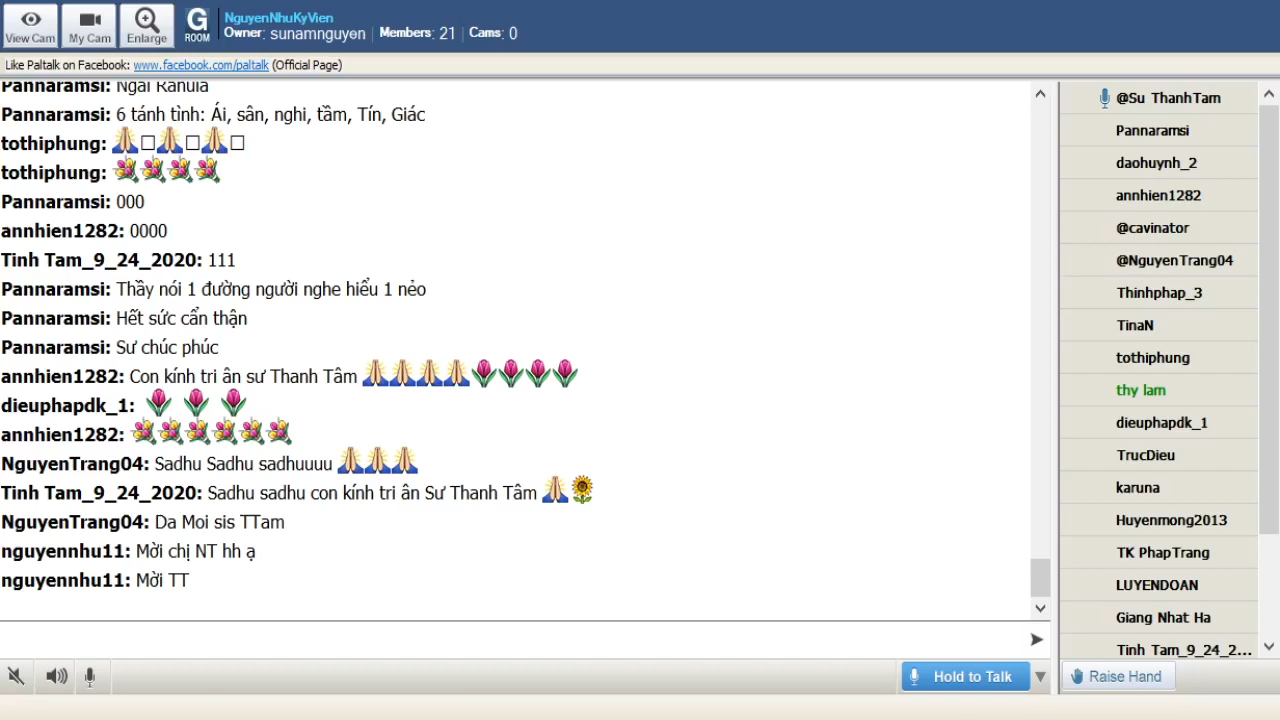 View Cam
My Cam
Enlarge
G
ROOM
NguyenNhuKyVien
Owner: sunamnguyen | Members: 21 | Cams: 0
Like Paltalk on Facebook: www.facebook.com/paltalk (Official Page)
Pannaramsi: Ngài Rahula
Pannaramsi: 6 tánh tình: Ái, sân, nghi, tầm, Tín, Giác
tothiphung: 🙏□🙏□🙏□
tothiphung:
Pannaramsi: 000
annhien1282: 0000
Tinh Tam_9_24_2020: 111
Pannaramsi: Thầy nói 1 đường người nghe hiểu 1 nẻo
Pannaramsi: Hết sức cẩn thận
Pannaramsi: Sư chúc phúc
annhien1282: Con kính tri ân sư Thanh Tâm 🙏🙏🙏🙏🌷🌷🌷🌷
dieuphapdk_1: 🌷 🌷 🌷
annhien1282:
NguyenTrang04: Sadhu Sadhu sadhuuuu 🙏🙏🙏
Tinh Tam_9_24_2020: Sadhu sadhu con kính tri ân Sư Thanh Tâm 🙏🌻
NguyenTrang04: Da Moi sis TTam
nguyennhu11: Mời chị NT hh ạ
nguyennhu11: Mời TT
Hold to Talk
@Su ThanhTam
Pannaramsi
daohuynh_2
annhien1282
@cavinator
@NguyenTrang04
Thinhphap_3
TinaN
tothiphung
thy lam
dieuphapdk_1
TrucDieu
karuna
Huyenmong2013
TK PhapTrang
LUYENDOAN
Giang Nhat Ha
Tinh Tam_9_24_2...
Raise Hand